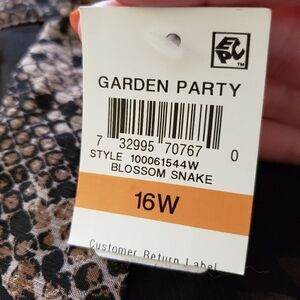 GARDEN PARTY
7 32995 70767 0
STYLE 100061544W
BLOSSOM SNAKE
16W
Customer Return Label